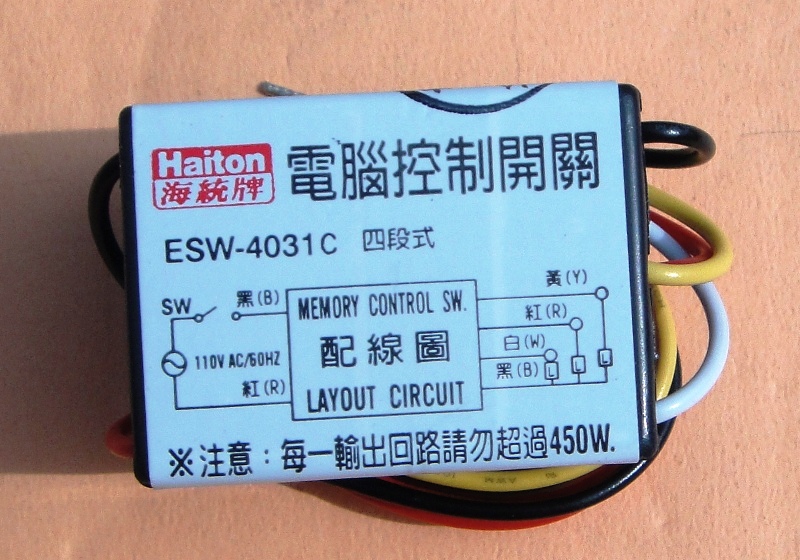 Haiton
海統牌
電腦控制開關
ESW-4031C 四段式
SW
黑(B)
110V AC/60HZ
紅(R)
MEMORY CONTROL SW.
配線圖
LAYOUT CIRCUIT
黃(Y)
紅(R)
白(W)
黑(B)
L
L
L
※注意：每一輸出回路請勿超過450W.